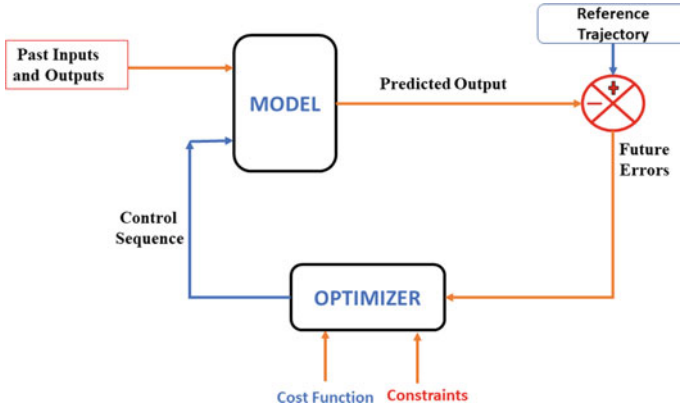 Reference
Trajectory
Past Inputs
and Outputs
MODEL
Predicted Output
+
−
Future
Errors
Control
Sequence
OPTIMIZER
Cost Function
Constraints